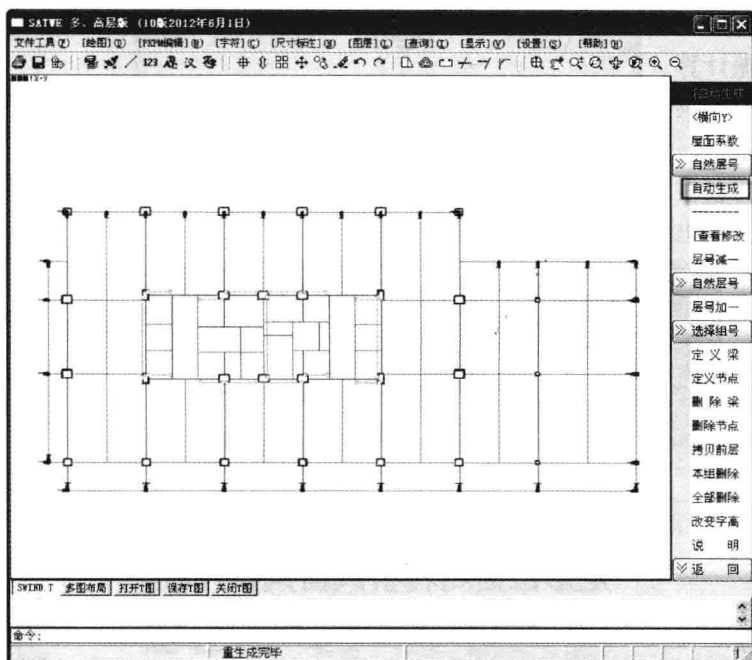 SATWE 多、高层版 (10版2012年6月1日)
文件工具(F) [绘图](D) [PKPM编辑](E) [字符](C) [尺寸标注](M) [图层](L) [查询](I) [显示](V) [设置](S) [帮助](H)
123
<横向Y>
屋面系数
自然层号
自动生成
--------
[查看修改
层号减一
自然层号
层号加一
选择组号
定 义 梁
定义节点
删 除 梁
删除节点
拷贝前层
本组删除
全部删除
改变字高
说 明
返 回
SWIND.T 多图布局 打开T图 保存T图 关闭T图
命令:
重生成完毕